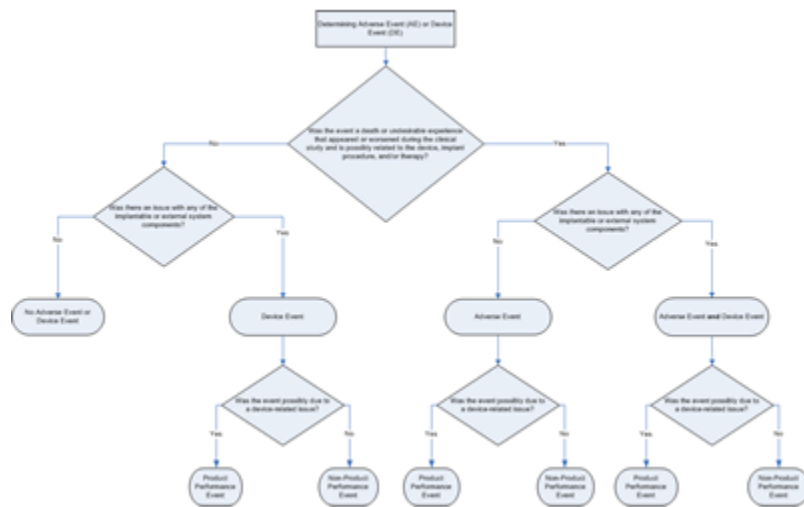 Determining Adverse Event (AE) or Device
Event (DE)
Was the event a death or undesirable experience
that appeared or worsened during the clinical
study and is possibly related to the device, implant
procedure, and/or therapy?
No
Yes
Was there an issue with any of the
implantable or external system
components?
Was there an issue with any of the
implantable or external system
components?
No
Yes
No
Yes
No Adverse Event or
Device Event
Device Event
Adverse Event
Adverse Event and Device Event
Was the event possibly due to
a device-related issue?
Was the event possibly due to
a device-related issue?
Was the event possibly due to
a device-related issue?
Yes
No
Yes
No
Yes
No
Product
Performance
Event
Non-Product
Performance
Event
Product
Performance
Event
Non-Product
Performance
Event
Product
Performance
Event
Non-Product
Performance
Event